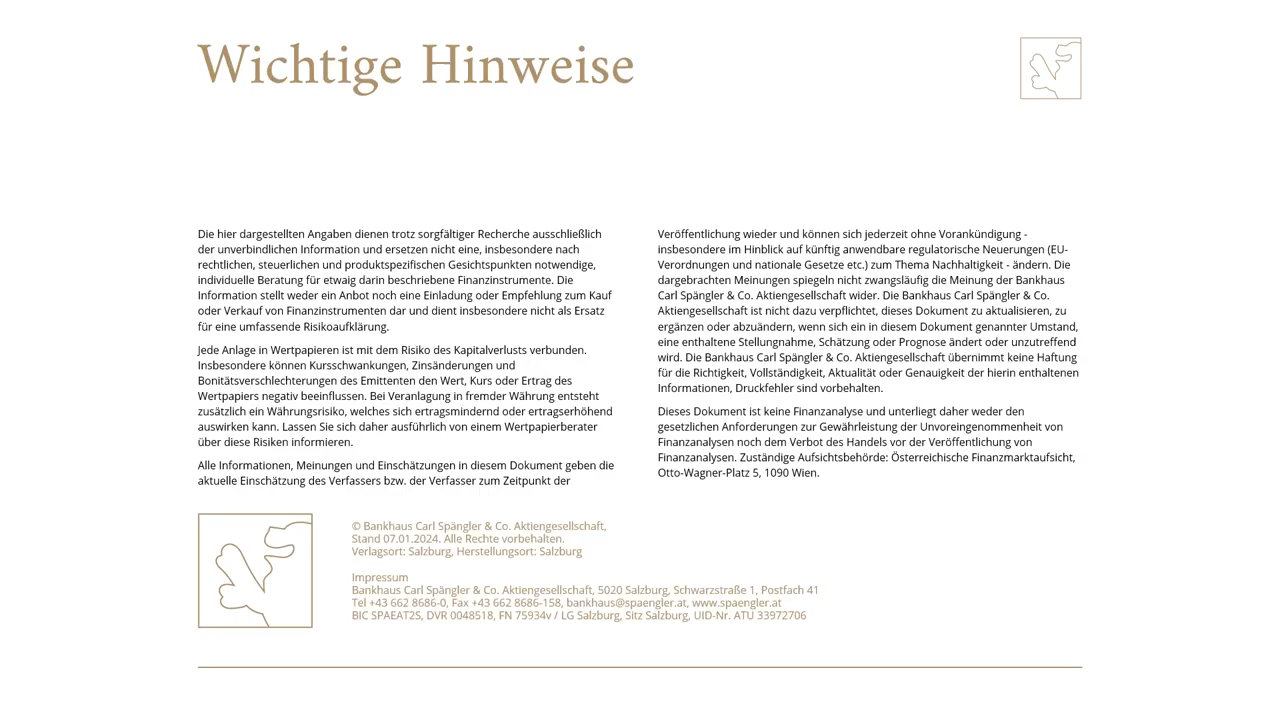 Wichtige Hinweise
Die hier dargestellten Angaben dienen trotz sorgfältiger Recherche ausschließlich
der unverbindlichen Information und ersetzen nicht eine, insbesondere nach
rechtlichen, steuerlichen und produktspezifischen Gesichtspunkten notwendige,
individuelle Beratung für etwaig darin beschriebene Finanzinstrumente. Die
Information stellt weder ein Anbot noch eine Einladung oder Empfehlung zum Kauf
oder Verkauf von Finanzinstrumenten dar und dient insbesondere nicht als Ersatz
für eine umfassende Risikoaufklärung.
Jede Anlage in Wertpapieren ist mit dem Risiko des Kapitalverlusts verbunden.
Insbesondere können Kursschwankungen, Zinsänderungen und
Bonitätsverschlechterungen des Emittenten den Wert, Kurs oder Ertrag des
Wertpapiers negativ beeinflussen. Bei Veranlagung in fremder Währung entsteht
zusätzlich ein Währungsrisiko, welches sich ertragsmindernd oder ertragserhöhend
auswirken kann. Lassen Sie sich daher ausführlich von einem Wertpapierberater
über diese Risiken informieren.
Alle Informationen, Meinungen und Einschätzungen in diesem Dokument geben die
aktuelle Einschätzung des Verfassers bzw. der Verfasser zum Zeitpunkt der
Veröffentlichung wieder und können sich jederzeit ohne Vorankündigung -
insbesondere im Hinblick auf künftig anwendbare regulatorische Neuerungen (EU-
Verordnungen und nationale Gesetze etc.) zum Thema Nachhaltigkeit - ändern. Die
dargebrachten Meinungen spiegeln nicht zwangsläufig die Meinung der Bankhaus
Carl Spängler & Co. Aktiengesellschaft wider. Die Bankhaus Carl Spängler & Co.
Aktiengesellschaft ist nicht dazu verpflichtet, dieses Dokument zu aktualisieren, zu
ergänzen oder abzuändern, wenn sich ein in diesem Dokument genannter Umstand,
eine enthaltene Stellungnahme, Schätzung oder Prognose ändert oder unzutreffend
wird. Die Bankhaus Carl Spängler & Co. Aktiengesellschaft übernimmt keine Haftung
für die Richtigkeit, Vollständigkeit, Aktualität oder Genauigkeit der hierin enthaltenen
Informationen, Druckfehler sind vorbehalten.
Dieses Dokument ist keine Finanzanalyse und unterliegt daher weder den
gesetzlichen Anforderungen zur Gewährleistung der Unvoreingenommenheit von
Finanzanalysen noch dem Verbot des Handels vor der Veröffentlichung von
Finanzanalysen. Zuständige Aufsichtsbehörde: Österreichische Finanzmarktaufsicht,
Otto-Wagner-Platz 5, 1090 Wien.
© Bankhaus Carl Spängler & Co. Aktiengesellschaft,
Stand 07.01.2024. Alle Rechte vorbehalten.
Verlagsort: Salzburg, Herstellungsort: Salzburg
Impressum
Bankhaus Carl Spängler & Co. Aktiengesellschaft, 5020 Salzburg, Schwarzstraße 1, Postfach 41
Tel +43 662 8686-0, Fax +43 662 8686-158, bankhaus@spaengler.at, www.spaengler.at
BIC SPAEAT2S, DVR 0048518, FN 75934v / LG Salzburg, Sitz Salzburg, UID-Nr. ATU 33972706